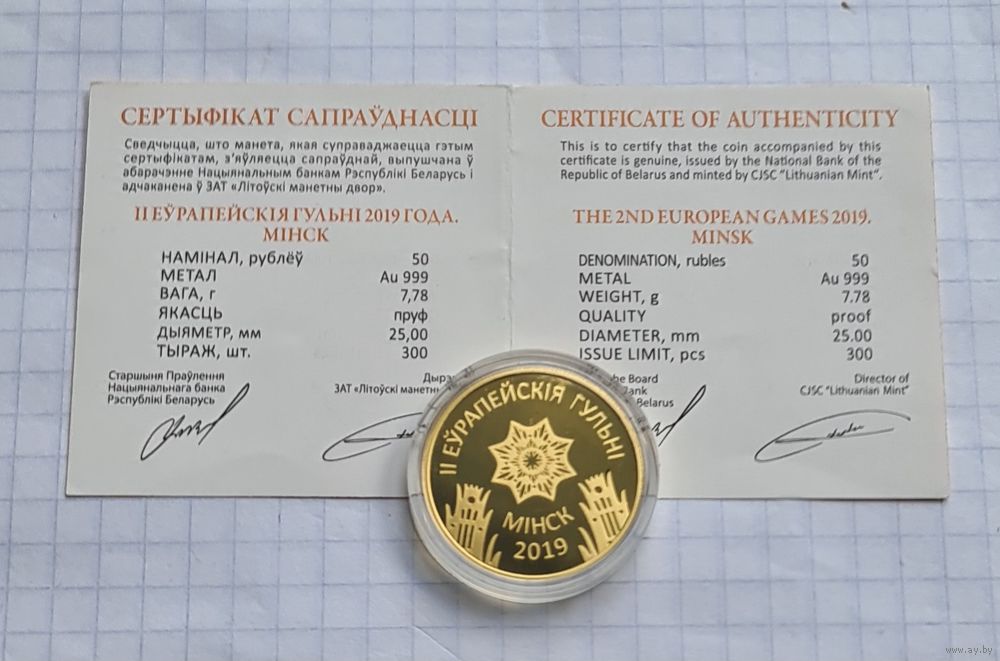 СЕРТЫФІКАТ САПРАЎДНАСЦІ
Сведчыцца, што манета, якая суправаджаецца гэтым
сертыфікатам, з'яўляецца сапраўднай, выпушчана ў
абарачэнне Нацыянальным банкам Рэспублікі Беларусь і
адчаканена ў ЗАТ «Літоўскі манетны двор».
ІІ ЕЎРАПЕЙСКІЯ ГУЛЬНІ 2019 ГОДА.
МІНСК
НАМІНАЛ, рублёў 50
МЕТАЛ Au 999
ВАГА, г 7,78
ЯКАСЦЬ пруф
ДЫЯМЕТР, мм 25,00
ТЫРАЖ, шт. 300
Старшыня Праўлення
Нацыянальнага банка
Рэспублікі Беларусь
ЗАТ «Літоўскі
CERTIFICATE OF AUTHENTICITY
This is to certify that the coin accompanied by this
certificate is genuine, issued by the National Bank of the
Republic of Belarus and minted by CJSC "Lithuanian Mint".
THE 2ND EUROPEAN GAMES 2019.
MINSK
DENOMINATION, rubles 50
METAL Au 999
WEIGHT, g 7.78
QUALITY proof
DIAMETER, mm 25.00
ISSUE LIMIT, pcs 300
Board
Belarus
Director of
CJSC "Lithuanian Mint"
ІІ ЕЎРАПЕЙСКІЯ ГУЛЬНІ
МІНСК
2019
www.ay.by